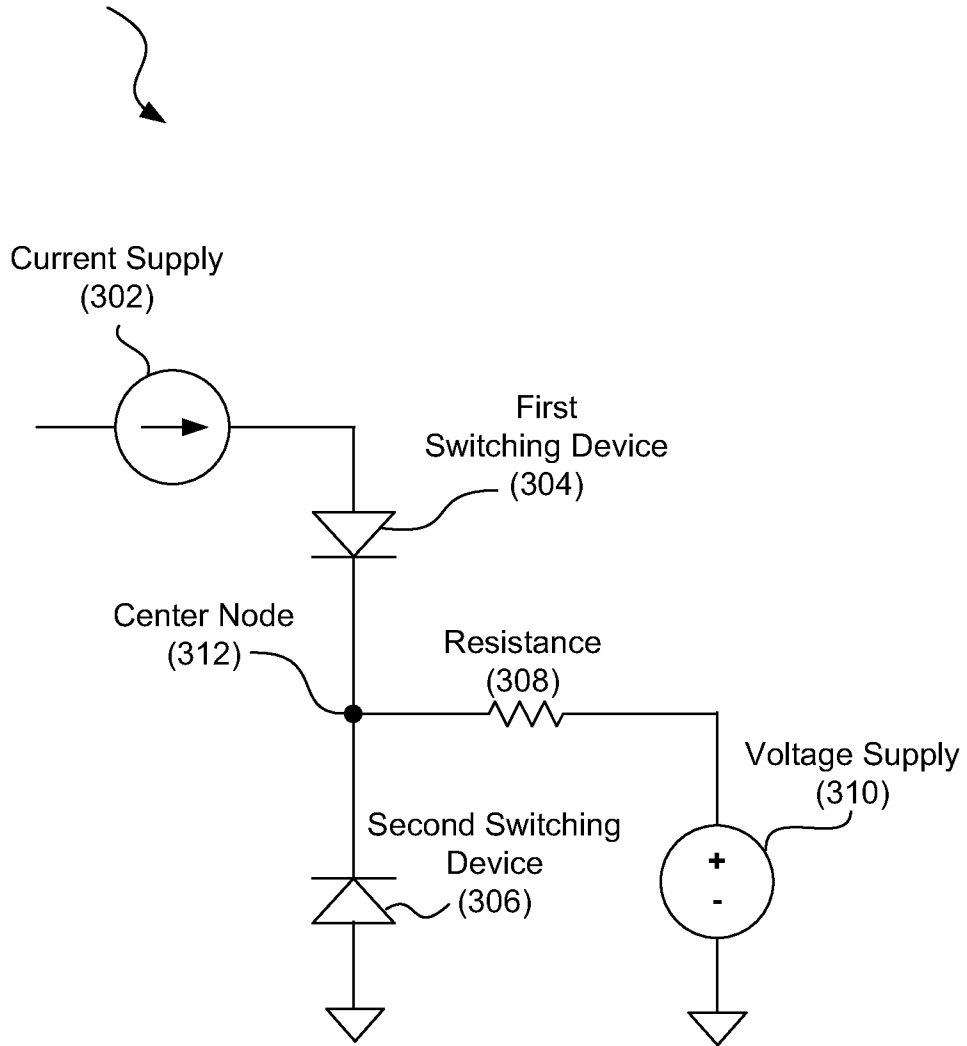 Current Supply
(302)
First
Switching Device
(304)
Center Node
(312)
Resistance
(308)
Voltage Supply
(310)
+
-
Second Switching
Device
(306)